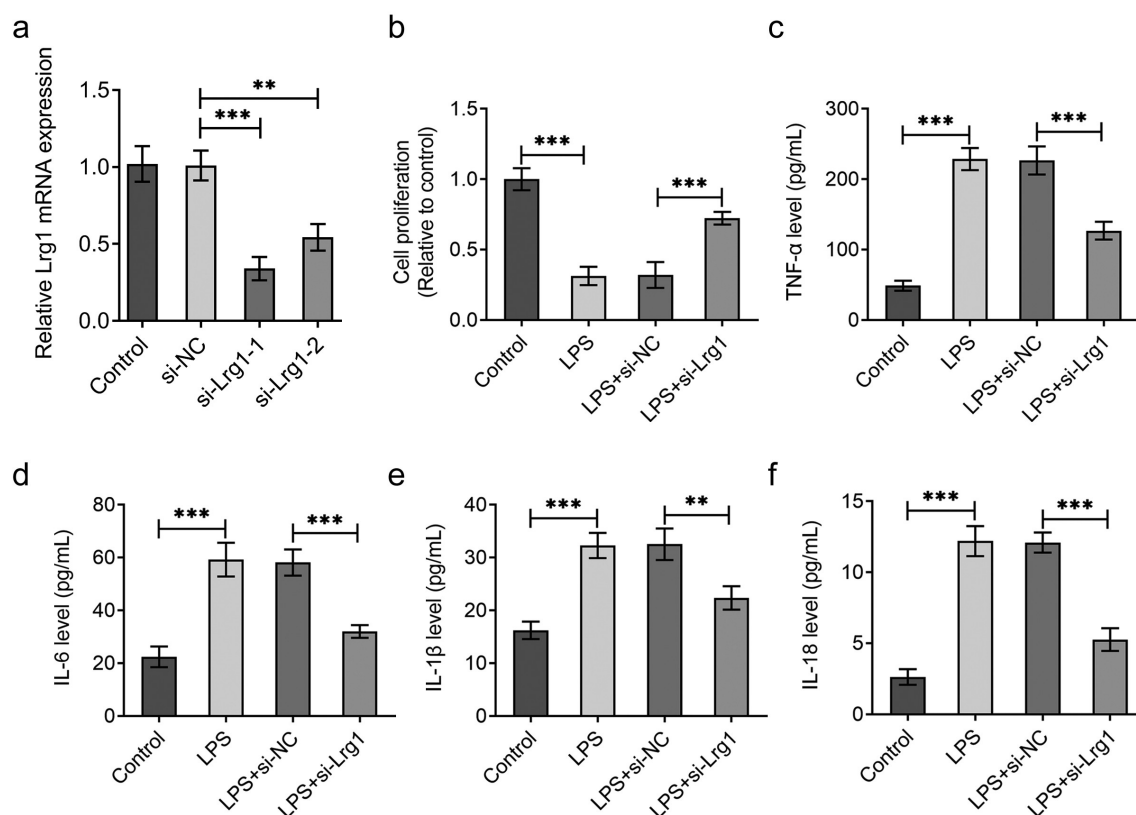 a
Relative Lrg1 mRNA expression
1.5
1.0
0.5
0.0
**
***
Control
si-NC
si-Lrg1-1
si-Lrg1-2
b
Cell proliferation
(Relative to control)
1.5
1.0
0.5
0.0
***
***
Control
LPS
LPS+si-NC
LPS+si-Lrg1
c
TNF-α level (pg/mL)
300
200
100
0
***
***
Control
LPS
LPS+si-NC
LPS+si-Lrg1
d
IL-6 level (pg/mL)
80
60
40
20
0
***
***
Control
LPS
LPS+si-NC
LPS+si-Lrg1
e
IL-1β level (pg/mL)
40
30
20
10
0
***
**
Control
LPS
LPS+si-NC
LPS+si-Lrg1
f
IL-18 level (pg/mL)
15
10
5
0
***
***
Control
LPS
LPS+si-NC
LPS+si-Lrg1